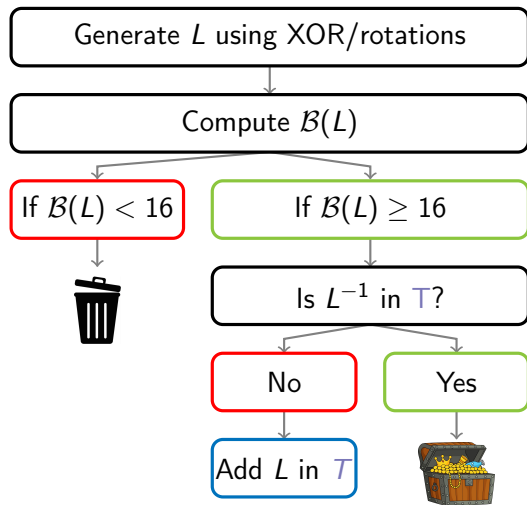 Generate L using XOR/rotations
Compute ℬ(L)
If ℬ(L) < 16
If ℬ(L) ≥ 16
Is L⁻¹ in T?
No
Yes
Add L in T